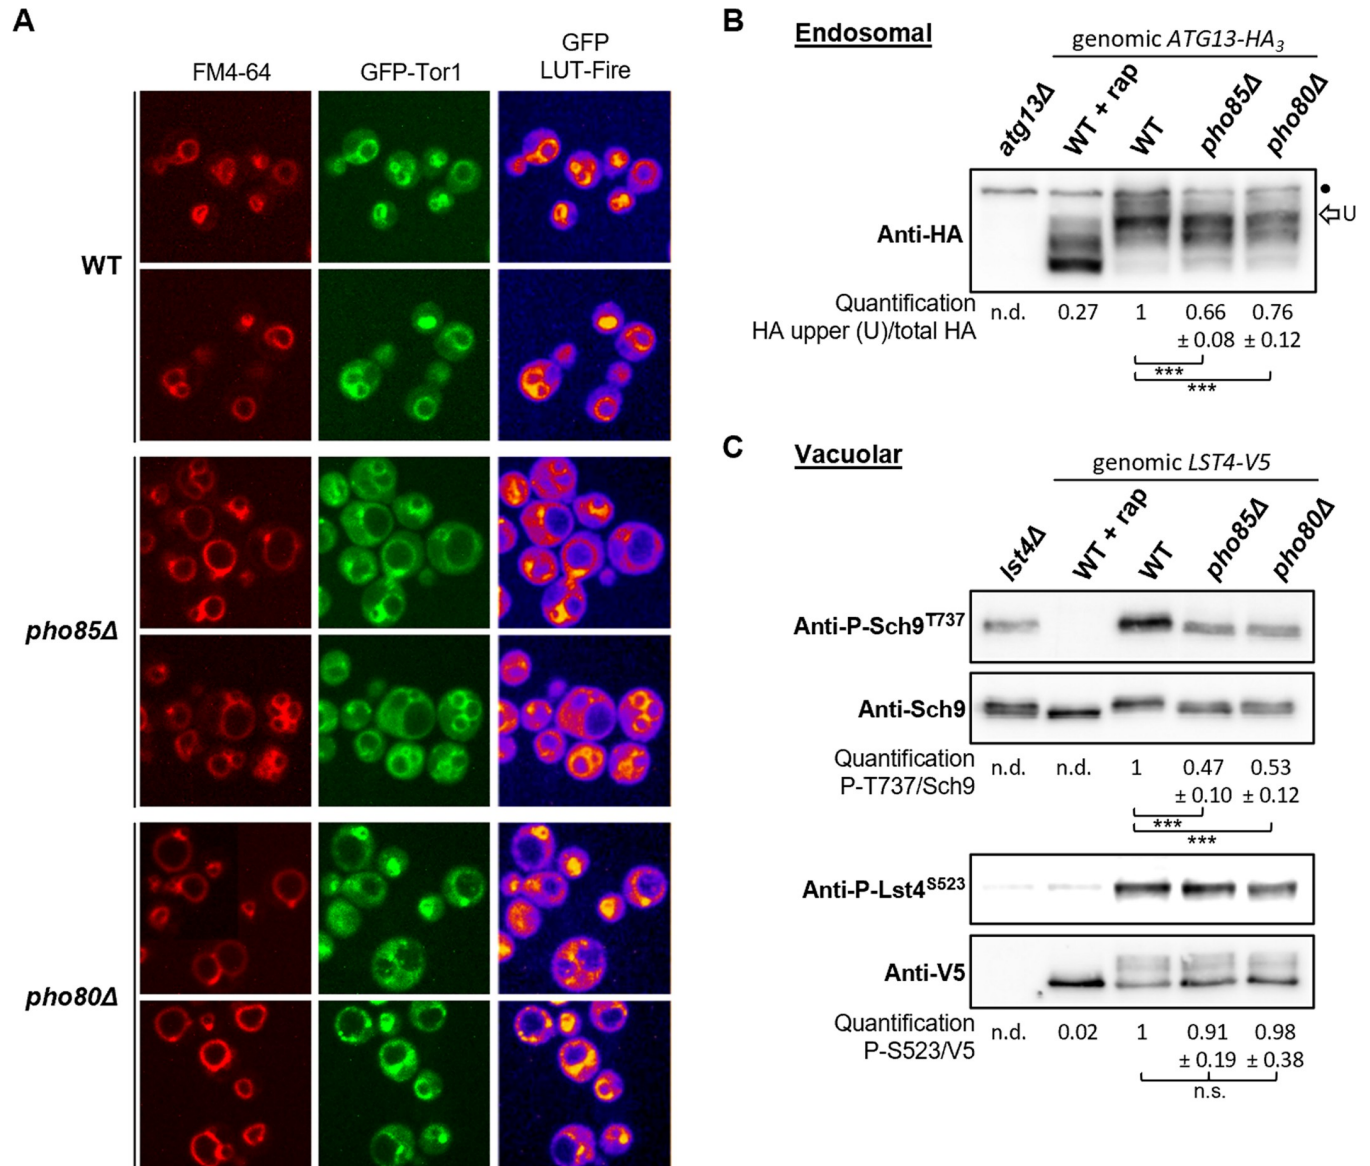 A
FM4-64
GFP-Tor1
GFP
LUT-Fire
WT
pho85Δ
pho80Δ
B
Endosomal
genomic ATG13-HA3
atg13Δ
WT + rap
WT
pho85Δ
pho80Δ
Anti-HA
●
U
Quantification
HA upper (U)/total HA
n.d. 0.27 1 0.66 0.76
± 0.08 ± 0.12
***
***
C
Vacuolar
genomic LST4-V5
lst4Δ
WT + rap
WT
pho85Δ
pho80Δ
Anti-P-Sch9T737
Anti-Sch9
Quantification
P-T737/Sch9
n.d. n.d. 1 0.47 0.53
± 0.10 ± 0.12
***
***
Anti-P-Lst4S523
Anti-V5
Quantification
P-S523/V5
n.d. 0.02 1 0.91 0.98
± 0.19 ± 0.38
n.s.